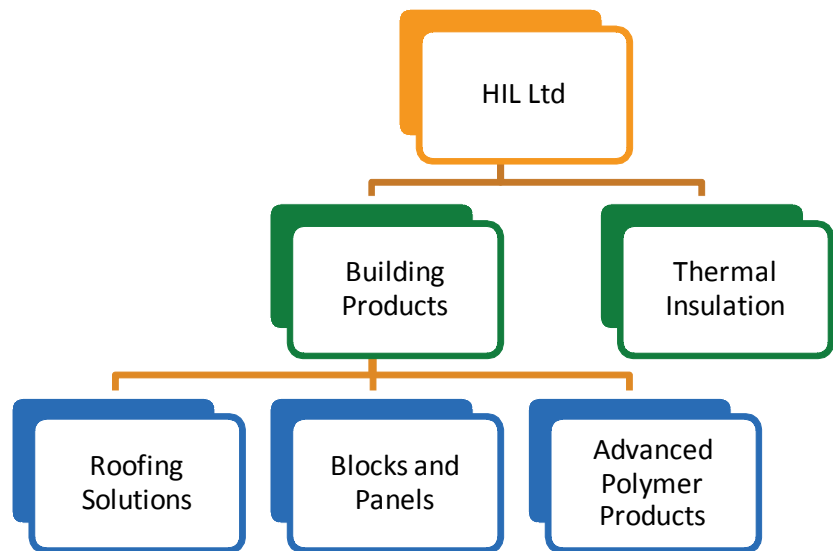 HIL Ltd
Building
Products
Thermal
Insulation
Roofing
Solutions
Blocks and
Panels
Advanced
Polymer
Products